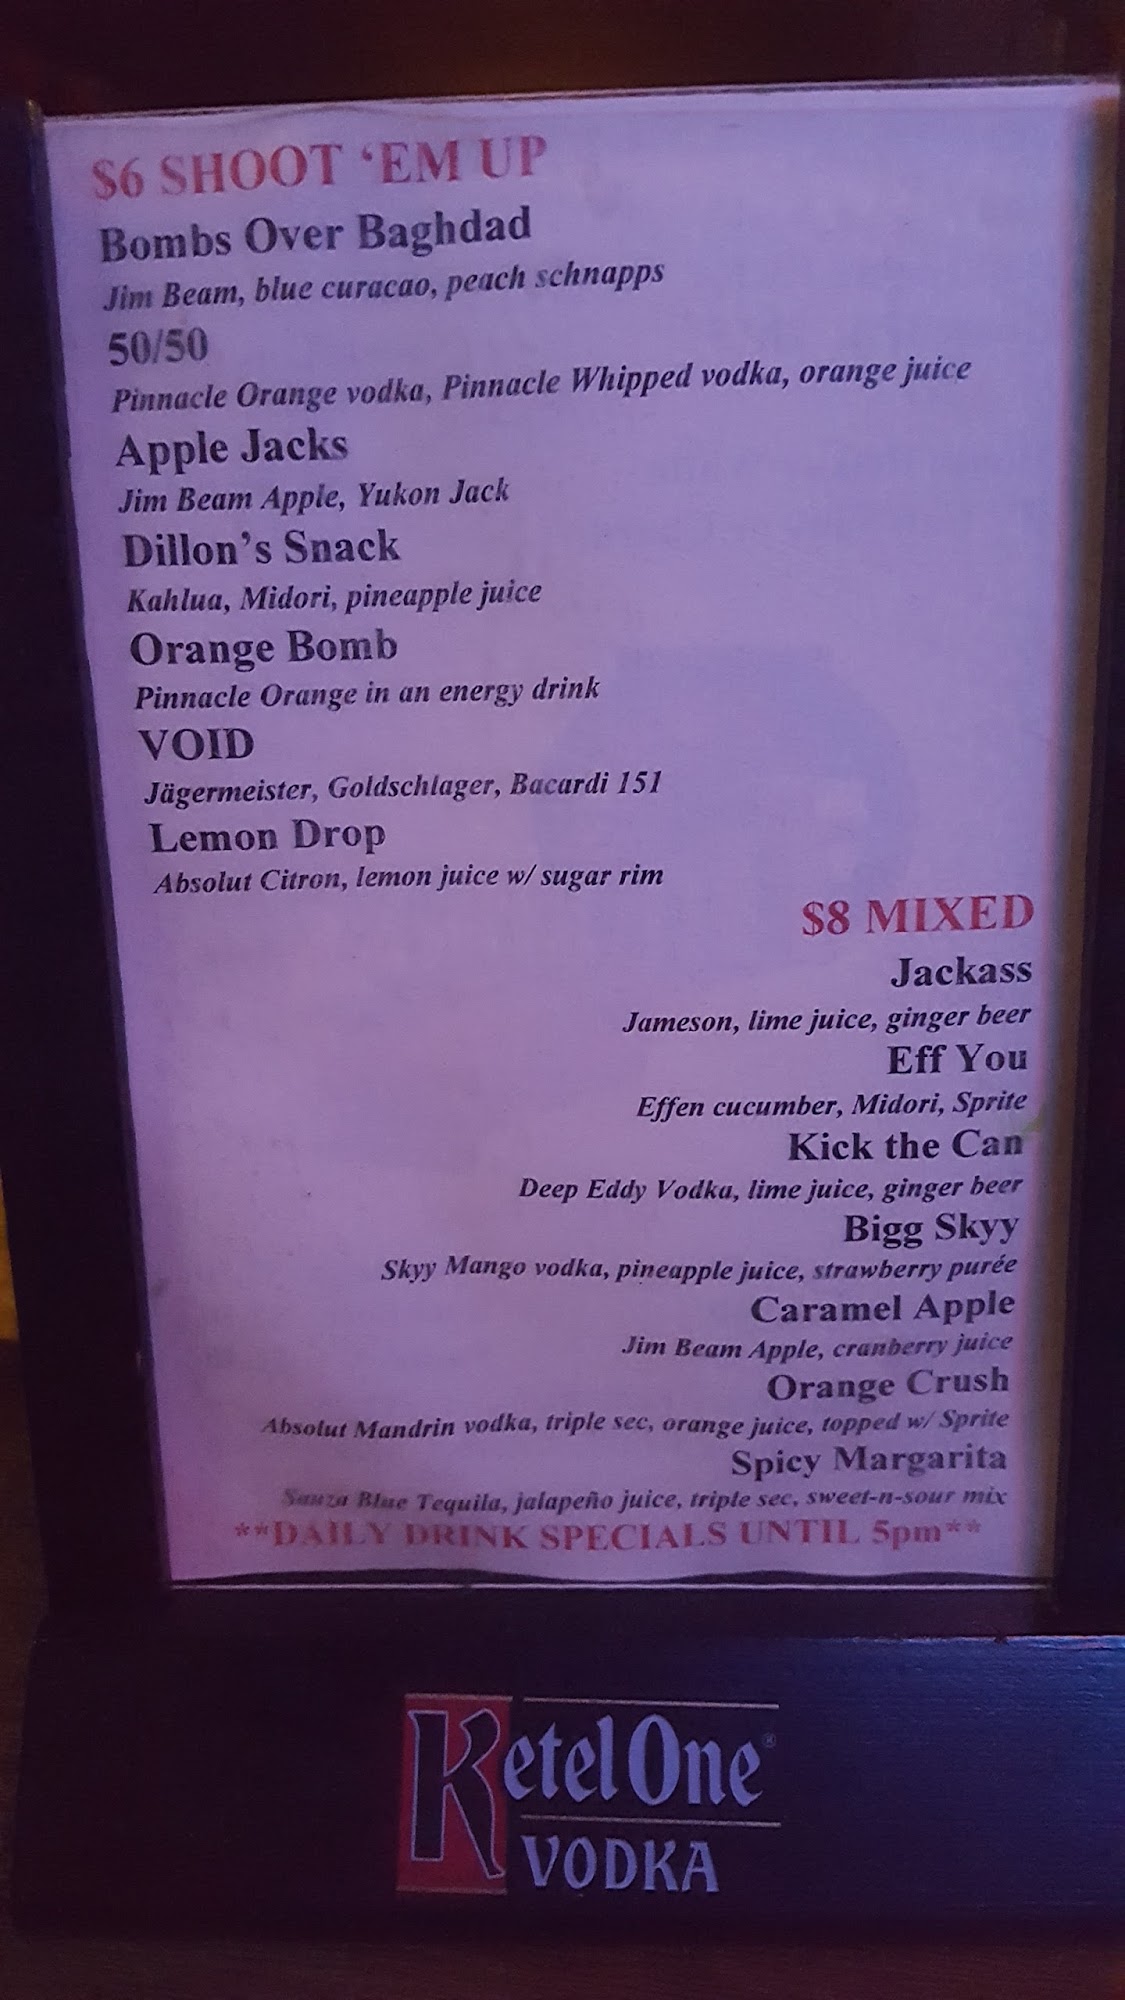 $6 SHOOT ‘EM UP
Bombs Over Baghdad
Jim Beam, blue curacao, peach schnapps
50/50
Pinnacle Orange vodka, Pinnacle Whipped vodka, orange juice
Apple Jacks
Jim Beam Apple, Yukon Jack
Dillon’s Snack
Kahlua, Midori, pineapple juice
Orange Bomb
Pinnacle Orange in an energy drink
VOID
Jägermeister, Goldschlager, Bacardi 151
Lemon Drop
Absolut Citron, lemon juice w/ sugar rim
$8 MIXED
Jackass
Jameson, lime juice, ginger beer
Eff You
Effen cucumber, Midori, Sprite
Kick the Can
Deep Eddy Vodka, lime juice, ginger beer
Bigg Skyy
Skyy Mango vodka, pineapple juice, strawberry purée
Caramel Apple
Jim Beam Apple, cranberry juice
Orange Crush
Absolut Mandrin vodka, triple sec, orange juice, topped w/ Sprite
Spicy Margarita
Sauza Blue Tequila, jalapeño juice, triple sec, sweet-n-sour mix
**DAILY DRINK SPECIALS UNTIL 5pm**
Ketel One®
VODKA